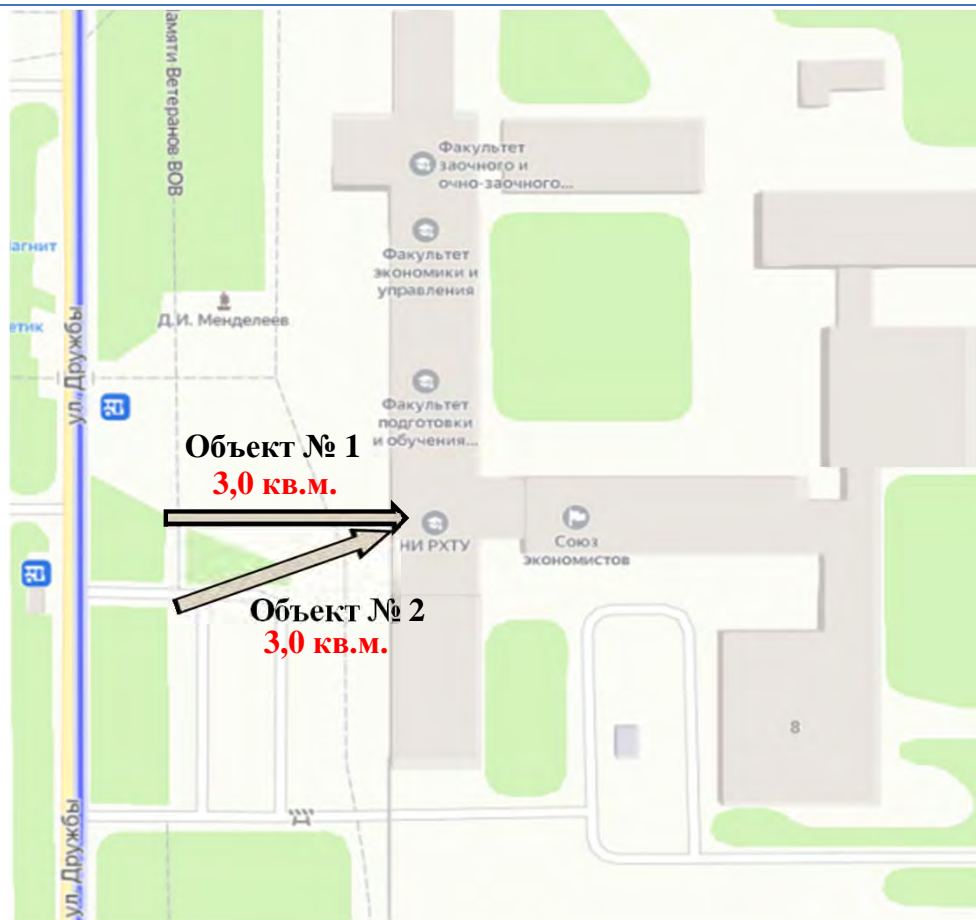 Памяти Ветеранов ВОВ
Факультет
заочного и
очно-заочного...
агнит
Факультет
экономики и
управления
Д.И. Менделеев
етик
ул. Дружбы
Факультет
подготовки
и обучения...
Объект № 1
3,0 кв.м.
НИ РХТУ
Союз
экономистов
Объект № 2
3,0 кв.м.
8
ул. Дружбы